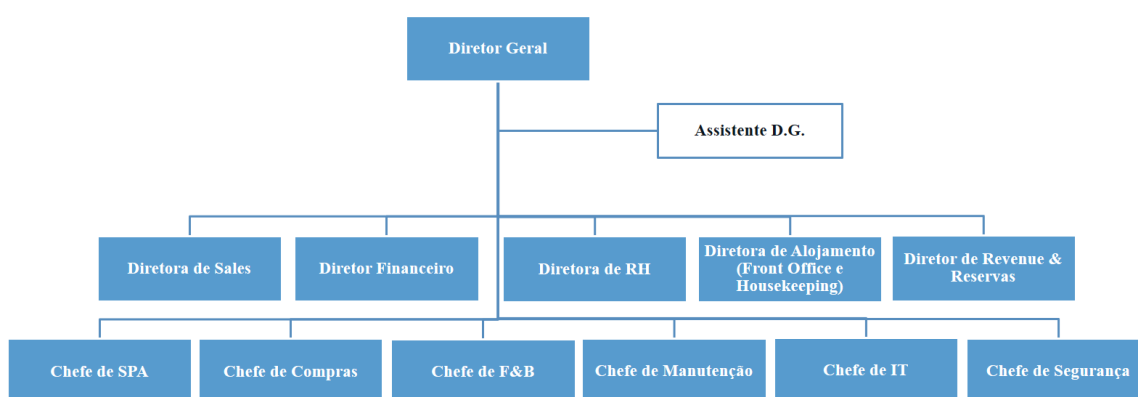 Diretor Geral
Assistente D.G.
Diretora de Sales
Diretor Financeiro
Diretora de RH
Diretora de Alojamento
(Front Office e
Housekeeping)
Diretor de Revenue &
Reservas
Chefe de SPA
Chefe de Compras
Chefe de F&B
Chefe de Manutenção
Chefe de IT
Chefe de Segurança